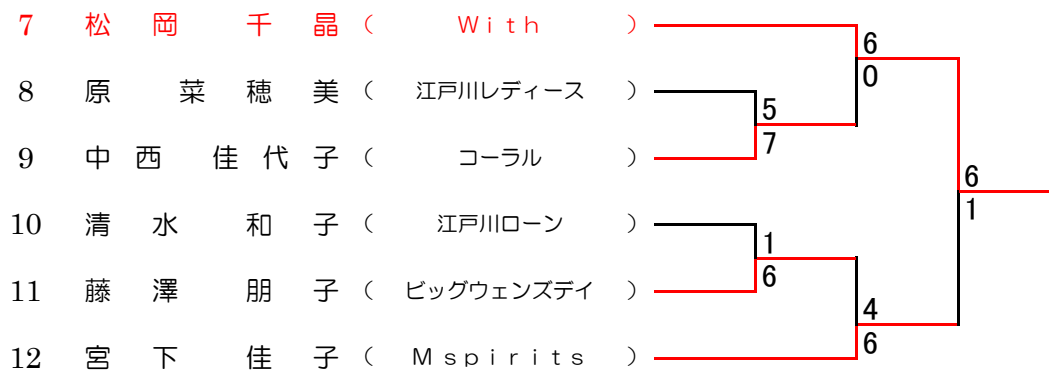 7 松岡 千晶 ( With )
6
0
8 原 菜穂美 ( 江戸川レディース )
5
7
9 中西 佳代子 ( コーラル )
6
1
10 清水 和子 ( 江戸川ローン )
1
6
11 藤澤 朋子 ( ビッグウェンズデイ )
4
6
12 宮下 佳子 ( Mspirits )